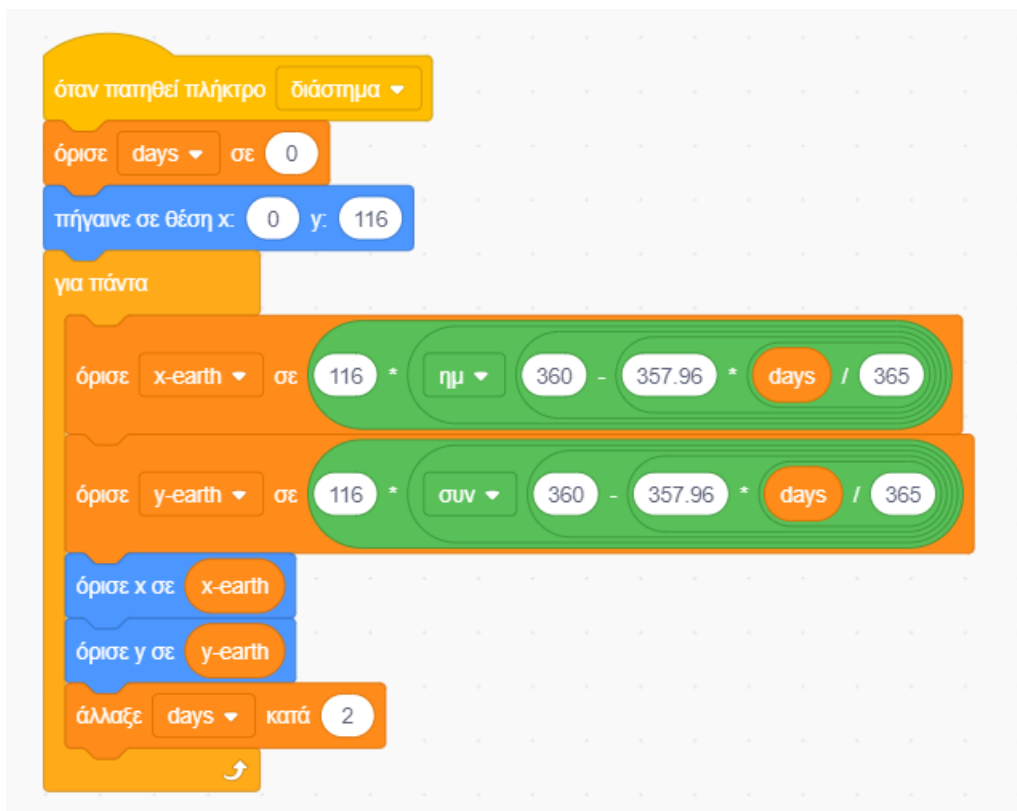 όταν πατηθεί πλήκτρο διάστημα
όρισε days σε 0
πήγαινε σε θέση x: 0 y: 116
για πάντα
όρισε x-earth σε 116 * ημ 360 - 357.96 * days / 365
όρισε y-earth σε 116 * συν 360 - 357.96 * days / 365
όρισε x σε x-earth
όρισε y σε y-earth
άλλαξε days κατά 2